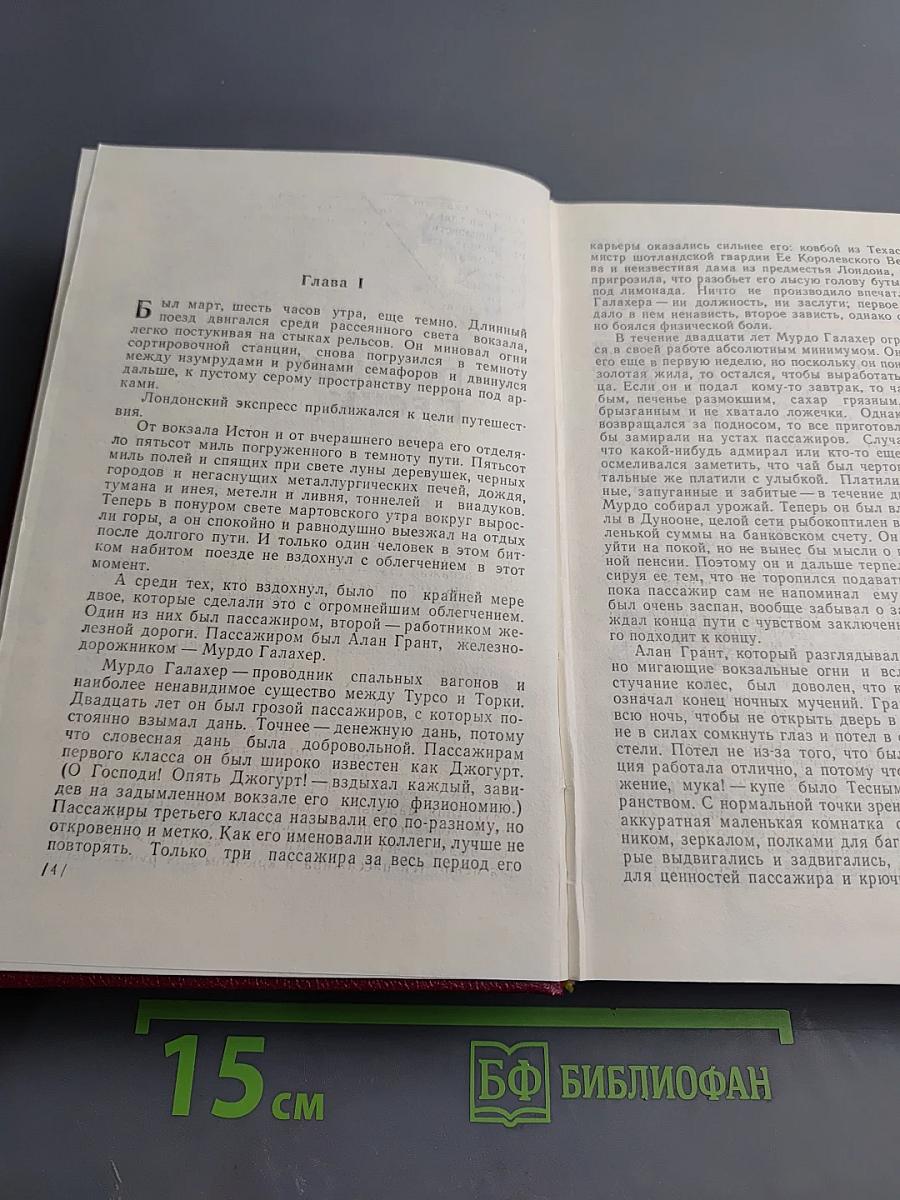 Глава I
Был март, шесть часов утра, еще темно. Длинный
поезд двигался среди рассеянного света вокзала,
легко постукивая на стыках рельсов. Он миновал огни
сортировочной станции, снова погрузился в темноту
между изумрудами и рубинами семафоров и двинулся
дальше, к пустому серому пространству перрона под ар-
ками.
Лондонский экспресс приближался к цели путешест-
вия.
От вокзала Истон и от вчерашнего вечера его отделя-
ло пятьсот миль погруженного в темноту пути. Пятьсот
миль полей и спящих при свете луны деревушек, черных
городов и негаснущих металлургических печей, дождя,
тумана и инея, метели и ливня, тоннелей и виадуков.
Теперь в понуром свете мартовского утра вокруг вырос-
ли горы, а он спокойно и равнодушно выезжал на отдых
после долгого пути. И только один человек в этом бит-
ком набитом поезде не вздохнул с облегчением в этот
момент.
А среди тех, кто вздохнул, было по крайней мере
двое, которые сделали это с огромнейшим облегчением.
Один из них был пассажиром, второй — работником же-
лезной дороги. Пассажиром был Алан Грант, железно-
дорожником — Мурдо Галахер.
Мурдо Галахер — проводник спальных вагонов и
наиболее ненавидимое существо между Турсо и Торки.
Двадцать лет он был грозой пассажиров, с которых по-
стоянно взымал дань. Точнее — денежную дань, потому
что словесная дань была добровольной. Пассажирам
первого класса он был широко известен как Джогурт.
(О Господи! Опять Джогурт! — вздыхал каждый, зави-
дев на задымленном вокзале его кислую физиономию.)
Пассажиры третьего класса называли его по-разному, но
откровенно и метко. Как его именовали коллеги, лучше не
повторять. Только три пассажира за весь период его
/4/
карьеры оказались сильнее его: ковбой из Техас
мистр шотландской гвардии Ее Королевского Ве
ва и неизвестная дама из предместья Лондона,
пригрозила, что разобьет его лысую голову буты
под лимонада. Ничто не производило впечатл
Галахера — ни должность, ни заслуги; первое
дало в нем ненависть, второе зависть, однако о
но боялся физической боли.
В течение двадцати лет Мурдо Галахер огр
ся в своей работе абсолютным минимумом. Он
его еще в первую неделю, но поскольку он пон
золотая жила, то остался, чтобы выработать
ца. Если он и подал кому-то завтрак, то ча
бым, печенье размокшим, сахар грязным,
брызганным и не хватало ложечки. Однак
возвращался за подносом, то все приготовл
бы замирали на устах пассажиров. Случа
что какой-нибудь адмирал или кто-то еще
осмеливался заметить, что чай был чертов
тальные же платили с улыбкой. Платили
ные, запуганные и забитые — в течение дв
Мурдо собирал урожай. Теперь он был вл
лы в Дунооне, целой сети рыбокоптилен в
ленькой суммы на банковском счету. Он
уйти на покой, но не вынес бы мысли о п
ной пенсии. Поэтому он и дальше терпел
сируя ее тем, что не торопился подават
пока пассажир сам не напоминал ему
был очень заспан, вообще забывал о за
ждал конца пути с чувством заключенн
го подходит к концу.
Алан Грант, который разглядывал
но мигающие вокзальные огни и всл
стучание колес, был доволен, что к
означал конец ночных мучений. Гра
всю ночь, чтобы не открыть дверь в
не в силах сомкнуть глаз и потел в с
стели. Потел не из-за того, что был
ция работала отлично, а потому что
жение, мука! — купе было Тесным
ранством. С нормальной точки зрен
аккуратная маленькая комнатка с
ником, зеркалом, полками для баг
рые выдвигались и задвигались,
для ценностей пассажира и крюч
15 см
БФ БИБЛИОФАН